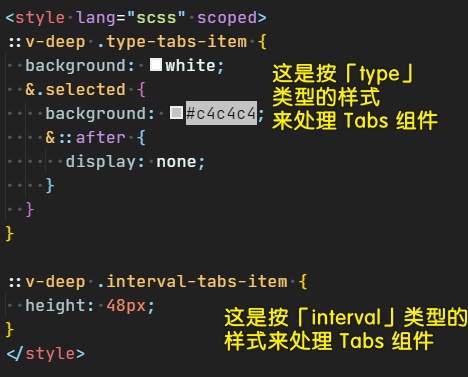 <style lang="scss" scoped>
::v-deep .type-tabs-item {
background: white;
&.selected {
background: #c4c4c4;
&::after {
display: none;
}
}
}
这是按「type」
类型的样式
来处理 Tabs 组件
::v-deep .interval-tabs-item {
height: 48px;
}
</style>
这是按「interval」类型的
样式来处理 Tabs 组件